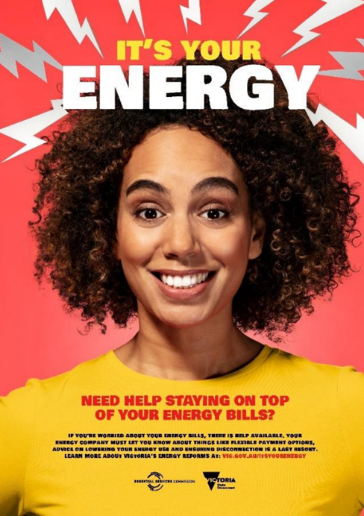 IT'S YOUR
ENERGY
NEED HELP STAYING ON TOP
OF YOUR ENERGY BILLS?
IF YOU'RE WORRIED ABOUT YOUR ENERGY BILLS, THERE IS HELP AVAILABLE, YOUR
ENERGY COMPANY MUST LET YOU KNOW ABOUT THINGS LIKE FLEXIBLE PAYMENT OPTIONS,
ADVICE ON LOWERING YOUR ENERGY USE AND ENSURING DISCONNECTION IS A LAST RESORT.
LEARN MORE ABOUT VICTORIA'S ENERGY REFORMS AT: VIC.GOV.AU/ITSYOURENERGY
ESSENTIAL SERVICES COMMISSION
VICTORIA
State
Government